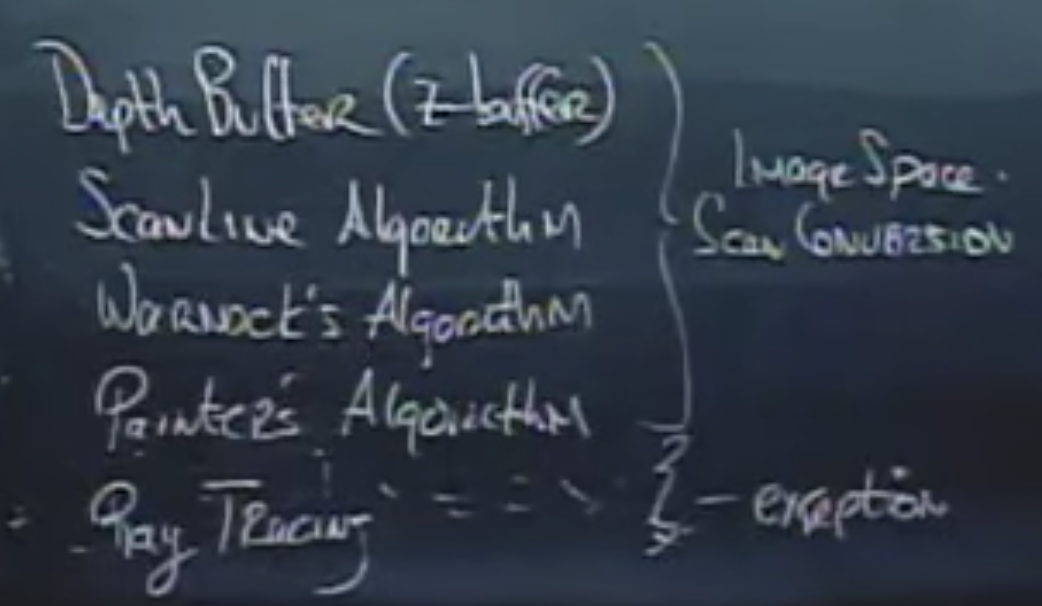 Depth Buffer (z-buffer)
Image Space.
Scan Conversion
Scanline Algorithm
Warnock's Algorithm
Painter's Algorithm
Ray Tracing
- exception